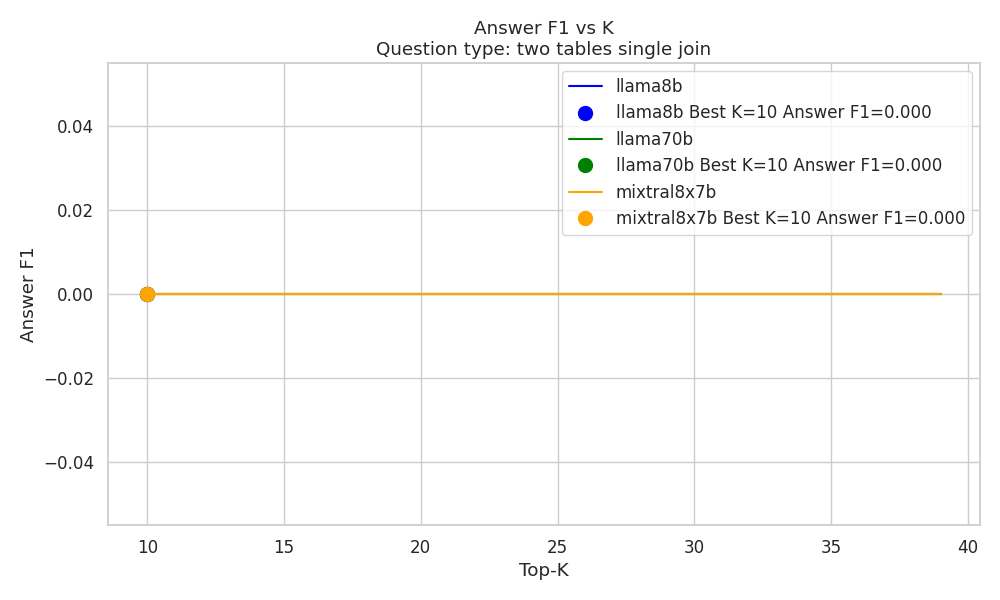 Answer F1 vs K
Question type: two tables single join
llama8b
llama8b Best K=10 Answer F1=0.000
llama70b
llama70b Best K=10 Answer F1=0.000
mixtral8x7b
mixtral8x7b Best K=10 Answer F1=0.000
Answer F1
0.04
0.02
0.00
−0.02
−0.04
10 15 20 25 30 35 40
Top-K